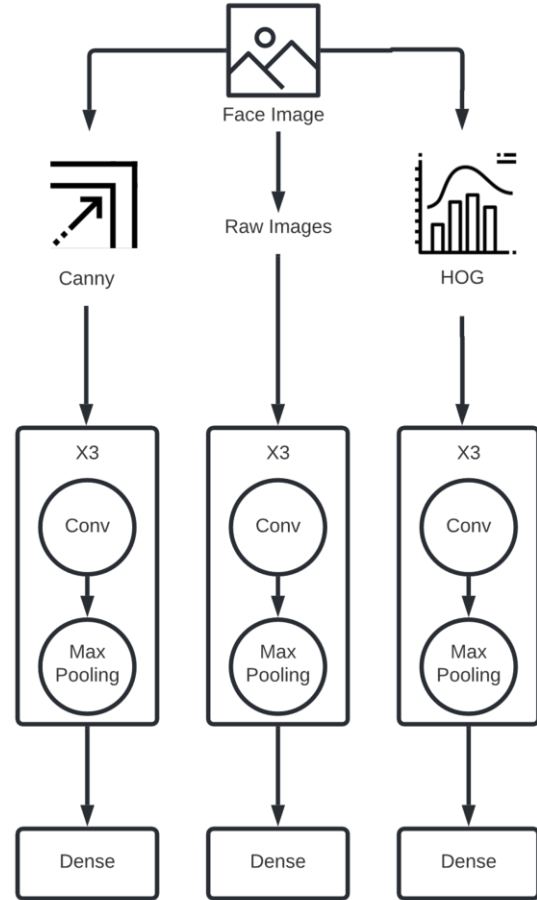 Face Image
Raw Images
Canny
HOG
X3
X3
X3
Conv
Conv
Conv
Max
Pooling
Max
Pooling
Max
Pooling
Dense
Dense
Dense